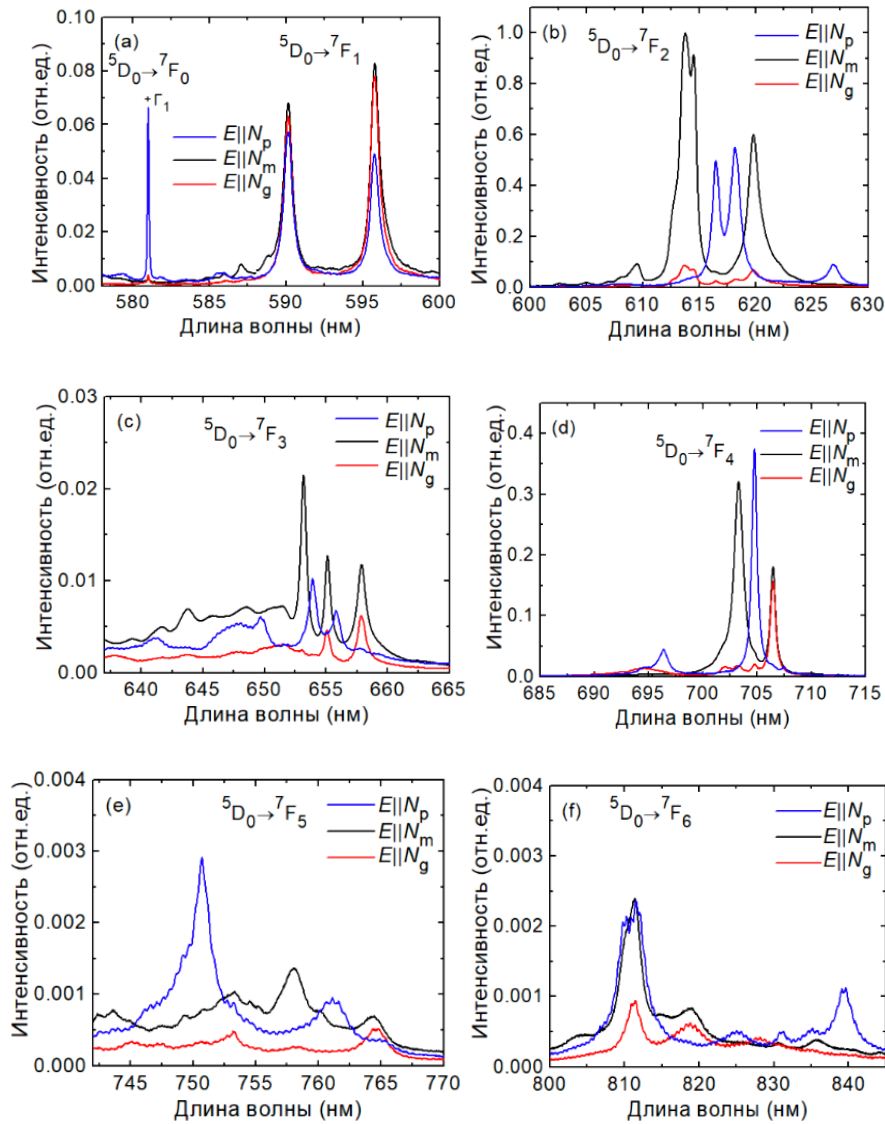 (a)
⁵D₀→⁷F₀
+Γ₁
⁵D₀→⁷F₁
E||Nₚ
E||Nₘ
E||N_g
Интенсивность (отн.ед.)
0.10
0.08
0.06
0.04
0.02
0.00
580 585 590 595 600
Длина волны (нм)
(b)
⁵D₀→⁷F₂
E||Nₚ
E||Nₘ
E||N_g
Интенсивность (отн.ед.)
1.0
0.8
0.6
0.4
0.2
0.0
600 605 610 615 620 625 630
Длина волны (нм)
(c)
⁵D₀→⁷F₃
E||Nₚ
E||Nₘ
E||N_g
Интенсивность (отн.ед.)
0.03
0.02
0.01
0.00
640 645 650 655 660 665
Длина волны (нм)
(d)
⁵D₀→⁷F₄
E||Nₚ
E||Nₘ
E||N_g
Интенсивность (отн.ед.)
0.4
0.3
0.2
0.1
0.0
685 690 695 700 705 710 715
Длина волны (нм)
(e)
⁵D₀→⁷F₅
E||Nₚ
E||Nₘ
E||N_g
Интенсивность (отн.ед.)
0.004
0.003
0.002
0.001
0.000
745 750 755 760 765 770
Длина волны (нм)
(f)
⁵D₀→⁷F₆
E||Nₚ
E||Nₘ
E||N_g
Интенсивность (отн.ед.)
0.004
0.003
0.002
0.001
0.000
800 810 820 830 840
Длина волны (нм)